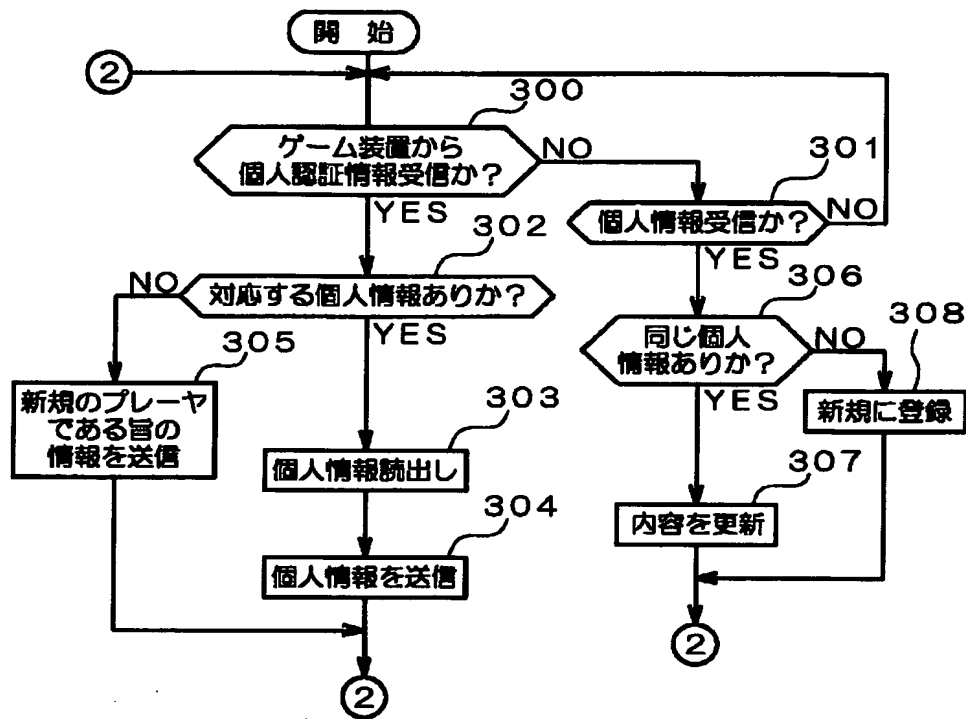 開 始
②
300
ゲーム装置から
個人認証情報受信か?
NO
YES
301
個人情報受信か?
NO
YES
302
対応する個人情報ありか?
NO
YES
306
同じ個人
情報ありか?
NO
YES
308
新規に登録
305
新規のプレーヤ
である旨の
情報を送信
303
個人情報読出し
307
内容を更新
304
個人情報を送信
②
②